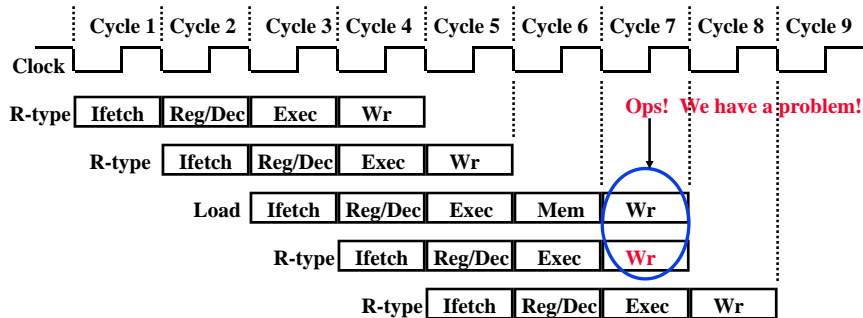 Cycle 1 Cycle 2 Cycle 3 Cycle 4 Cycle 5 Cycle 6 Cycle 7 Cycle 8 Cycle 9
Clock
Ops! We have a problem!
R-type Ifetch Reg/Dec Exec Wr
R-type Ifetch Reg/Dec Exec Wr
Load Ifetch Reg/Dec Exec Mem Wr
R-type Ifetch Reg/Dec Exec Wr
R-type Ifetch Reg/Dec Exec Wr